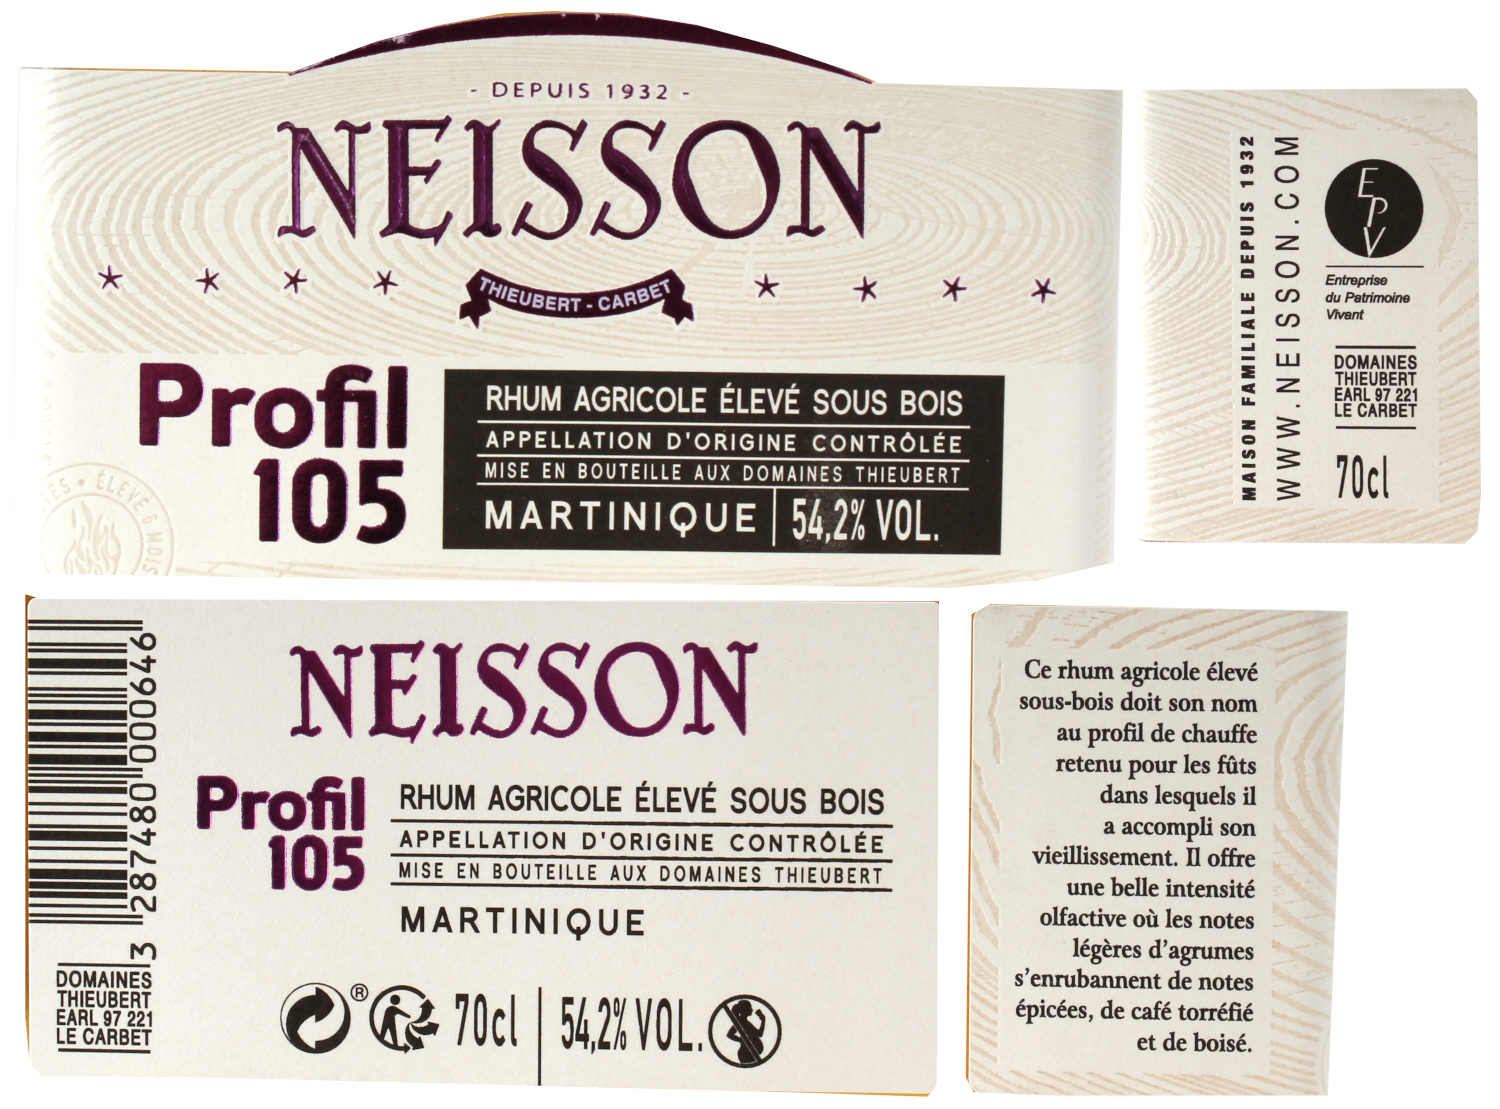 - DEPUIS 1932 -
NEISSON
THIEUBERT - CARBET
Profil
105
RHUM AGRICOLE ÉLEVÉ SOUS BOIS
APPELLATION D'ORIGINE CONTRÔLÉE
MISE EN BOUTEILLE AUX DOMAINES THIEUBERT
MARTINIQUE
54,2% VOL.
ÉLEVÉ 6 MOIS
MAISON FAMILIALE DEPUIS 1932
WWW.NEISSON.COM
EPV
Entreprise
du Patrimoine
Vivant
DOMAINES
THIEUBERT
EARL 97 221
LE CARBET
70cl
3 287480 000646
DOMAINES
THIEUBERT
EARL 97 221
LE CARBET
NEISSON
Profil
105
RHUM AGRICOLE ÉLEVÉ SOUS BOIS
APPELLATION D'ORIGINE CONTRÔLÉE
MISE EN BOUTEILLE AUX DOMAINES THIEUBERT
MARTINIQUE
®
70cl
54,2% VOL.
Ce rhum agricole élevé
sous-bois doit son nom
au profil de chauffe
retenu pour les fûts
dans lesquels il
a accompli son
vieillissement. Il offre
une belle intensité
olfactive où les notes
légères d'agrumes
s'enrubannent de notes
épicées, de café torréfié
et de boisé.